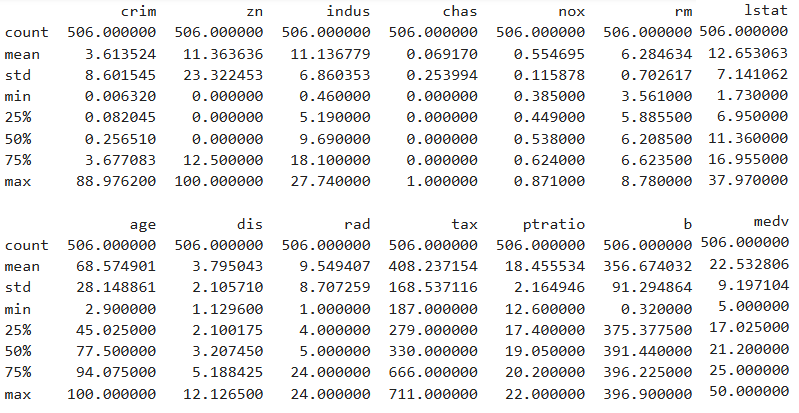 crim zn indus chas nox rm lstat
count 506.000000 506.000000 506.000000 506.000000 506.000000 506.000000 506.000000
mean 3.613524 11.363636 11.136779 0.069170 0.554695 6.284634 12.653063
std 8.601545 23.322453 6.860353 0.253994 0.115878 0.702617 7.141062
min 0.006320 0.000000 0.460000 0.000000 0.385000 3.561000 1.730000
25% 0.082045 0.000000 5.190000 0.000000 0.449000 5.885500 6.950000
50% 0.256510 0.000000 9.690000 0.000000 0.538000 6.208500 11.360000
75% 3.677083 12.500000 18.100000 0.000000 0.624000 6.623500 16.955000
max 88.976200 100.000000 27.740000 1.000000 0.871000 8.780000 37.970000
age dis rad tax ptratio b medv
count 506.000000 506.000000 506.000000 506.000000 506.000000 506.000000 506.000000
mean 68.574901 3.795043 9.549407 408.237154 18.455534 356.674032 22.532806
std 28.148861 2.105710 8.707259 168.537116 2.164946 91.294864 9.197104
min 2.900000 1.129600 1.000000 187.000000 12.600000 0.320000 5.000000
25% 45.025000 2.100175 4.000000 279.000000 17.400000 375.377500 17.025000
50% 77.500000 3.207450 5.000000 330.000000 19.050000 391.440000 21.200000
75% 94.075000 5.188425 24.000000 666.000000 20.200000 396.225000 25.000000
max 100.000000 12.126500 24.000000 711.000000 22.000000 396.900000 50.000000